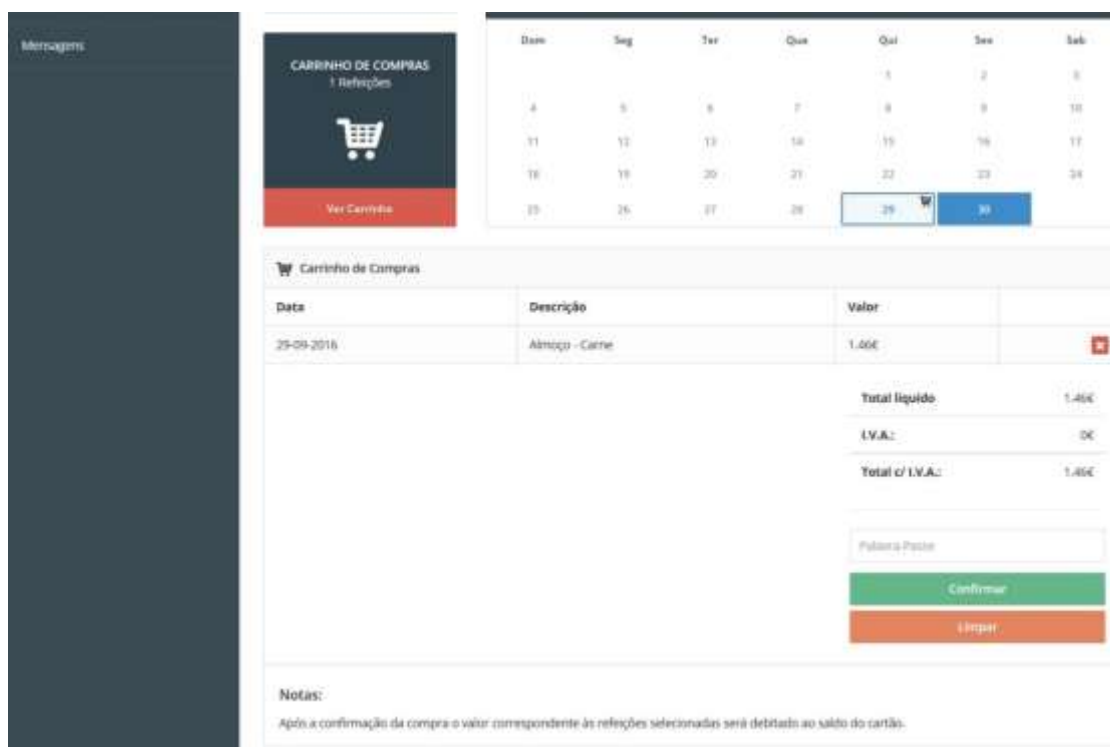 Mensagens
CARRINHO DE COMPRAS
1 Refeições
Ver Carrinho
Dom Seg Ter Qua Qui Sex Sab
1 2 3
4 5 6 7 8 9 10
11 12 13 14 15 16 17
18 19 20 21 22 23 24
25 26 27 28 29 30
Carrinho de Compras
Data Descrição Valor
29-09-2016 Almoço - Carne 1.46€
Total líquido 1.46€
I.V.A.: 0€
Total c/ I.V.A.: 1.46€
Palavra-Passe
Confirmar
Limpar
Notas:
Após a confirmação da compra o valor correspondente às refeições selecionadas será debitado ao saldo do cartão.